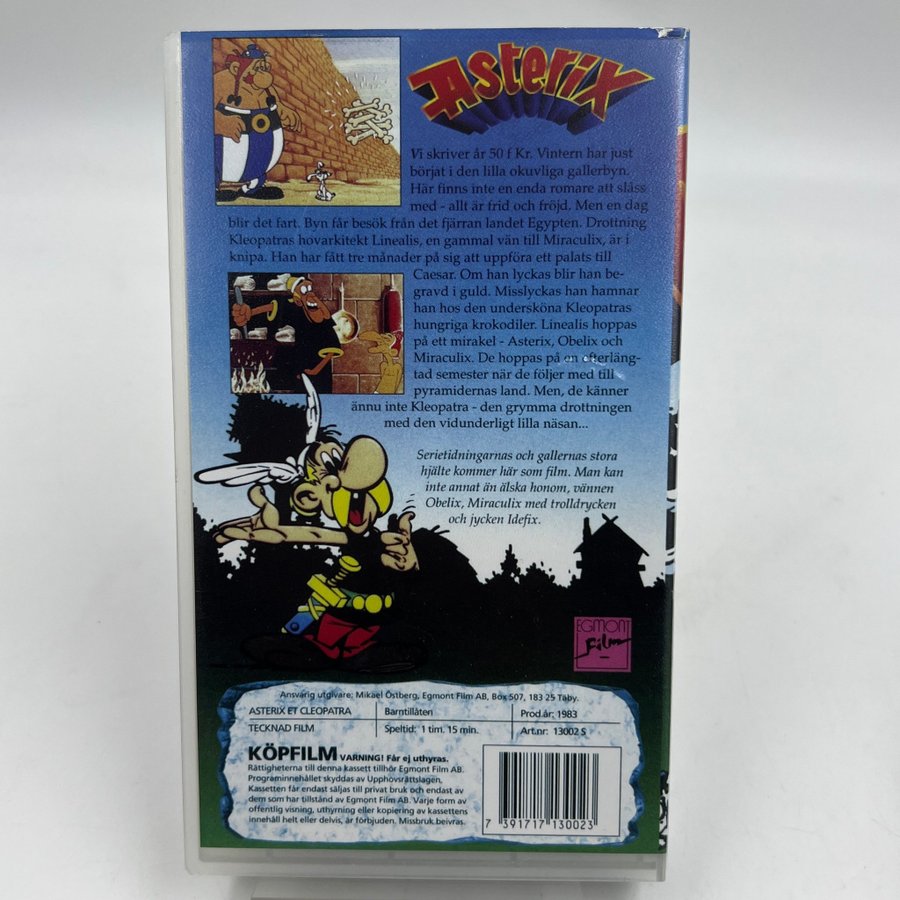 Asterix
Vi skriver år 50 f Kr. Vintern har just
börjat i den lilla okuvliga gallerbyn.
Här finns inte en enda romare att slåss
med - allt är frid och fröjd. Men en dag
blir det fart. Byn får besök från det fjärran landet Egypten. Drottning
Kleopatras hovarkitekt Linealis, en gammal vän till Miraculix, är i
knipa. Han har fått tre månader på sig att uppföra ett palats till
Caesar. Om han lyckas blir han be-
gravd i guld. Misslyckas han hamnar
han hos den undersköna Kleopatras
hungriga krokodiler. Linealis hoppas
på ett mirakel - Asterix, Obelix och
Miraculix. De hoppas på en efterläng-
tad semester när de följer med till
pyramidernas land. Men, de känner
ännu inte Kleopatra - den grymma drottningen
med den vidunderligt lilla näsan...
Serietidningarnas och gallernas stora
hjälte kommer här som film. Man kan
inte annat än älska honom, vännen
Obelix, Miraculix med trolldrycken
och jycken Idefix.
EGMONT
Film
Ansvarig utgivare: Mikael Östberg, Egmont Film AB, Box 507, 183 25 Täby.
ASTERIX ET CLEOPATRA Barntillåten Prod.år: 1983
TECKNAD FILM Speltid: 1 tim. 15 min. Art.nr: 13002 S
KÖPFILM VARNING! Får ej uthyras.
Rättigheterna till denna kassett tillhör Egmont Film AB.
Programinnehållet skyddas av Upphovsrättslagen.
Kassetten får endast säljas till privat bruk och endast av
dem som har tillstånd av Egmont Film AB. Varje form av
offentlig visning, uthyrning eller kopiering av kassettens
innehåll helt eller delvis, är förbjuden. Missbruk beivras.
7 391717 130023